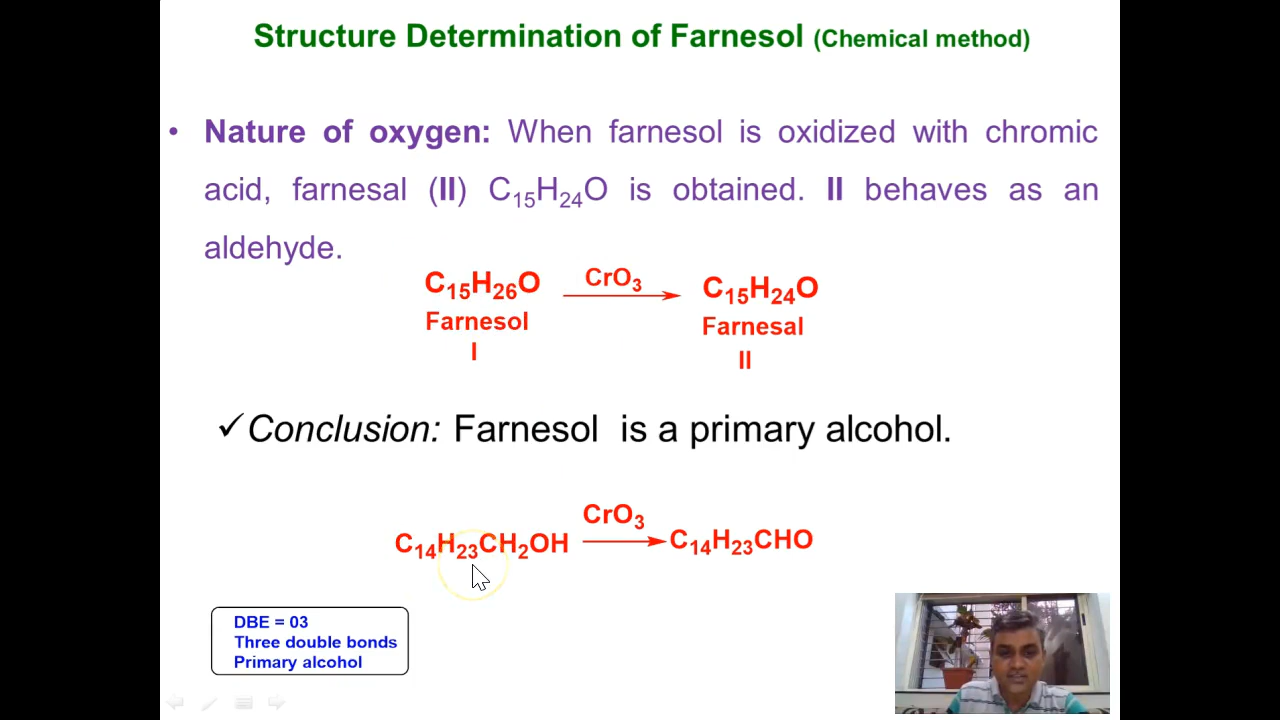 Structure Determination of Farnesol (Chemical method)
• Nature of oxygen: When farnesol is oxidized with chromic
acid, farnesal (II) C₁₅H₂₄O is obtained. II behaves as an
aldehyde.
C₁₅H₂₆O CrO₃ C₁₅H₂₄O
Farnesol Farnesal
I II
✓Conclusion: Farnesol is a primary alcohol.
CrO₃
C₁₄H₂₃CH₂OH C₁₄H₂₃CHO
DBE = 03
Three double bonds
Primary alcohol